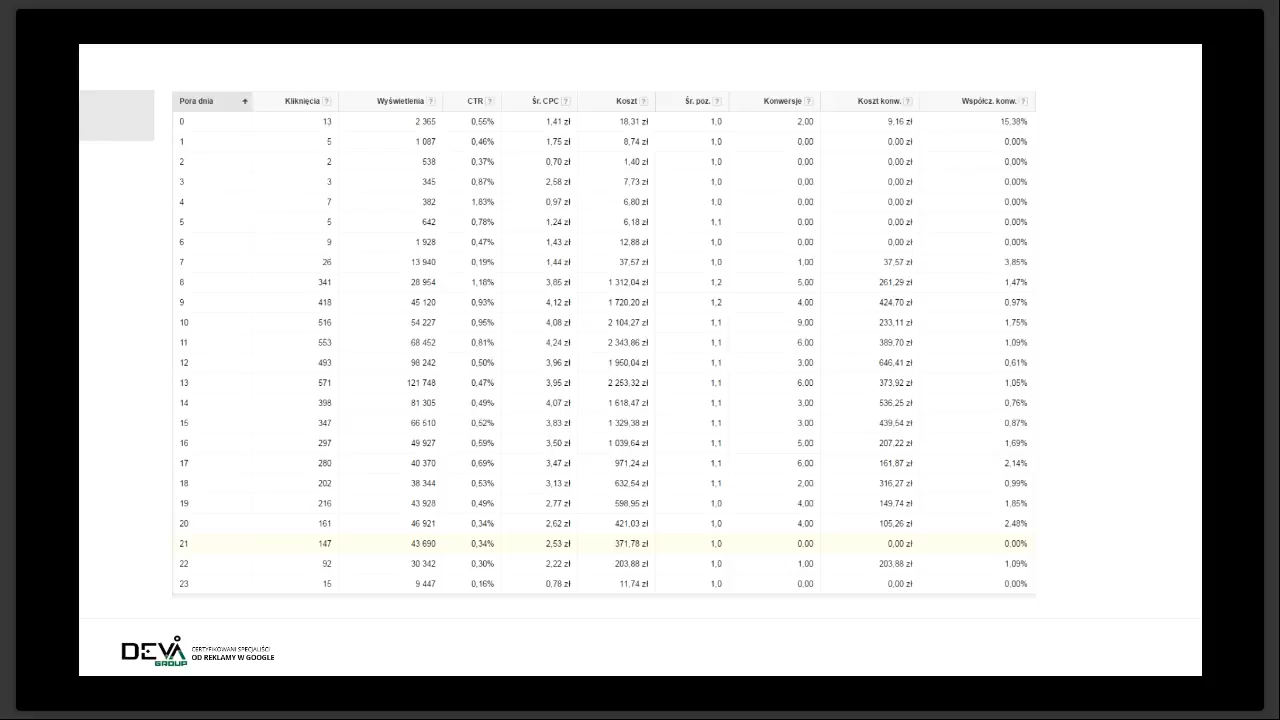 Pora dnia + Kliknięcia ? Wyświetlenia ? CTR ? Śr. CPC ? Koszt ? Śr. poz. ? Konwersje ? Koszt konw. ? Współcz. konw. ?
0 13 2 365 0,55% 1,41 zł 18,31 zł 1,0 2,00 9,16 zł 15,38%
1 5 1 087 0,46% 1,75 zł 8,74 zł 1,0 0,00 0,00 zł 0,00%
2 2 538 0,37% 0,70 zł 1,40 zł 1,0 0,00 0,00 zł 0,00%
3 3 345 0,87% 2,58 zł 7,73 zł 1,0 0,00 0,00 zł 0,00%
4 7 382 1,83% 0,97 zł 6,80 zł 1,0 0,00 0,00 zł 0,00%
5 5 642 0,78% 1,24 zł 6,18 zł 1,1 0,00 0,00 zł 0,00%
6 9 1 928 0,47% 1,43 zł 12,88 zł 1,0 0,00 0,00 zł 0,00%
7 26 13 940 0,19% 1,44 zł 37,57 zł 1,0 1,00 37,57 zł 3,85%
8 341 28 954 1,18% 3,85 zł 1 312,04 zł 1,2 5,00 261,29 zł 1,47%
9 418 45 120 0,93% 4,12 zł 1 720,20 zł 1,2 4,00 424,70 zł 0,97%
10 516 54 227 0,95% 4,08 zł 2 104,27 zł 1,1 9,00 233,11 zł 1,75%
11 553 68 452 0,81% 4,24 zł 2 343,86 zł 1,1 6,00 389,70 zł 1,09%
12 493 98 242 0,50% 3,96 zł 1 950,04 zł 1,1 3,00 646,41 zł 0,61%
13 571 121 748 0,47% 3,95 zł 2 253,32 zł 1,1 6,00 373,92 zł 1,05%
14 398 81 305 0,49% 4,07 zł 1 618,47 zł 1,1 3,00 536,25 zł 0,76%
15 347 66 510 0,52% 3,83 zł 1 329,38 zł 1,1 3,00 439,54 zł 0,87%
16 297 49 927 0,59% 3,50 zł 1 039,64 zł 1,1 5,00 207,22 zł 1,69%
17 280 40 370 0,69% 3,47 zł 971,24 zł 1,1 6,00 161,87 zł 2,14%
18 202 38 344 0,53% 3,13 zł 632,54 zł 1,1 2,00 316,27 zł 0,99%
19 216 43 928 0,49% 2,77 zł 598,95 zł 1,0 4,00 149,74 zł 1,85%
20 161 46 921 0,34% 2,62 zł 421,03 zł 1,0 4,00 105,26 zł 2,48%
21 147 43 690 0,34% 2,53 zł 371,78 zł 1,0 0,00 0,00 zł 0,00%
22 92 30 342 0,30% 2,22 zł 203,88 zł 1,0 1,00 203,88 zł 1,09%
23 15 9 447 0,16% 0,78 zł 11,74 zł 1,0 0,00 0,00 zł 0,00%
DEVA
GROUP
CERTYFIKOWANI SPECJALIŚCI
OD REKLAMY W GOOGLE